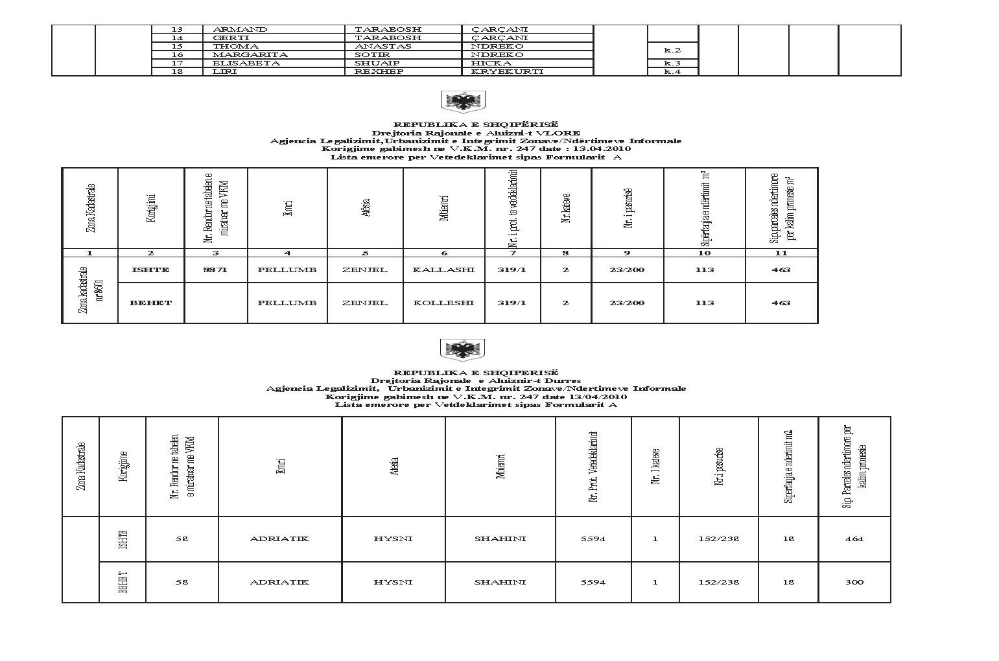 13 ARMAND TARABOSH ÇARÇANI
14 GERTI TARABOSH ÇARÇANI
15 THOMA ANASTAS NDREKO k.2
16 MARGARITA SOTIR NDREKO
17 ELISABETA SHUAIP HICKA k.3
18 LIRI REXHEP KRYEKURTI k.4
REPUBLIKA E SHQIPËRISË
Drejtoria Rajonale e Aluizni-t VLORE
Agjencia Legalizimit,Urbanizimit e Integrimit Zonave/Ndërtimeve Informale
Korigjime gabimesh ne V.K.M. nr. 247 date : 13.04.2010
Lista emerore per Vetedeklarimet sipas Formularit A
Zona Kadastrale
Korigjimi
Nr. Rendor ne tabelen e
miratuar me VKM
Emri
Atësia
Mbiemri
Nr. i prot. te vetdeklarimit
Nr. kateve
Nr. i pasurisë
Sipërfaqja e ndërtimit m²
Sip.parceles ndertimore
per kalim pronesie m²
1 2 3 4 5 6 7 8 9 10 11
Zona kadastrale
nr 8601
ISHTE 8871 PELLUMB ZENJEL KALLASHI 319/1 2 23/200 113 463
BEHET PELLUMB ZENJEL KOLLESHI 319/1 2 23/200 113 463
REPUBLIKA E SHQIPERISË
Drejtoria Rajonale e Aluiznir-t Durres
Agjencia Legalizimit, Urbanizimit e Integrimit Zonave/Ndertimeve Informale
Korigjime gabimesh ne V.K.M. nr. 247 date 13/04/2010
Lista emerore per Vetdeklarimet sipas Formularit A
Zona Kadastrale
Korigjime
Nr. Rendor ne tabelen
e miratuar me VKM
Emri
Atesia
Mbiemri
Nr. Prot. Vetedeklarimit
Nr. I kateve
Nr.i pasurise
Siperfaqja e nderimit m2
Sip. Parceles ndertimore per
kalim pronesie
ISHTE 58 ADRIATIK HYSNI SHAHINI 5594 1 152/238 18 464
BEHET 58 ADRIATIK HYSNI SHAHINI 5594 1 152/238 18 300